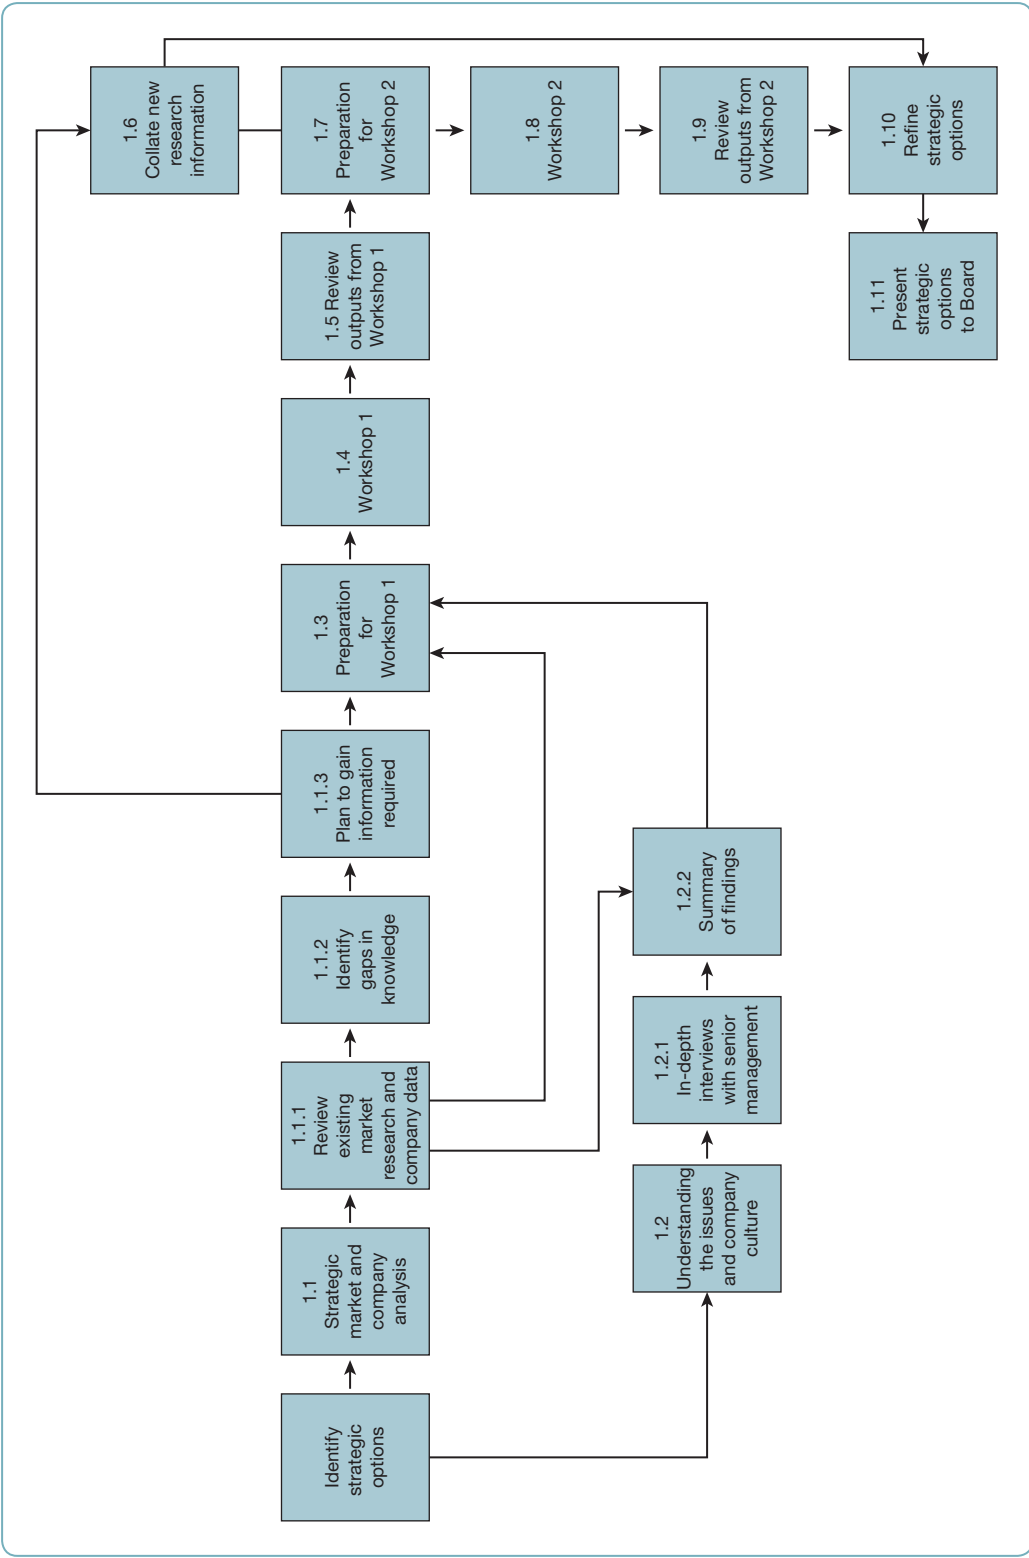 Identify
strategic
options
1.1
Strategic
market and
company
analysis
1.1.1
Review
existing
market
research and
company data
1.1.2
Identify
gaps in
knowledge
1.1.3
Plan to gain
information
required
1.3
Preparation
for
Workshop 1
1.4
Workshop 1
1.5 Review
outputs from
Workshop 1
1.6
Collate new
research
information
1.7
Preparation
for
Workshop 2
1.8
Workshop 2
1.9
Review
outputs from
Workshop 2
1.10
Refine
strategic
options
1.11
Present
strategic
options
to Board
1.2
Understanding
the issues
and company
culture
1.2.1
In-depth
interviews
with senior
management
1.2.2
Summary
of findings